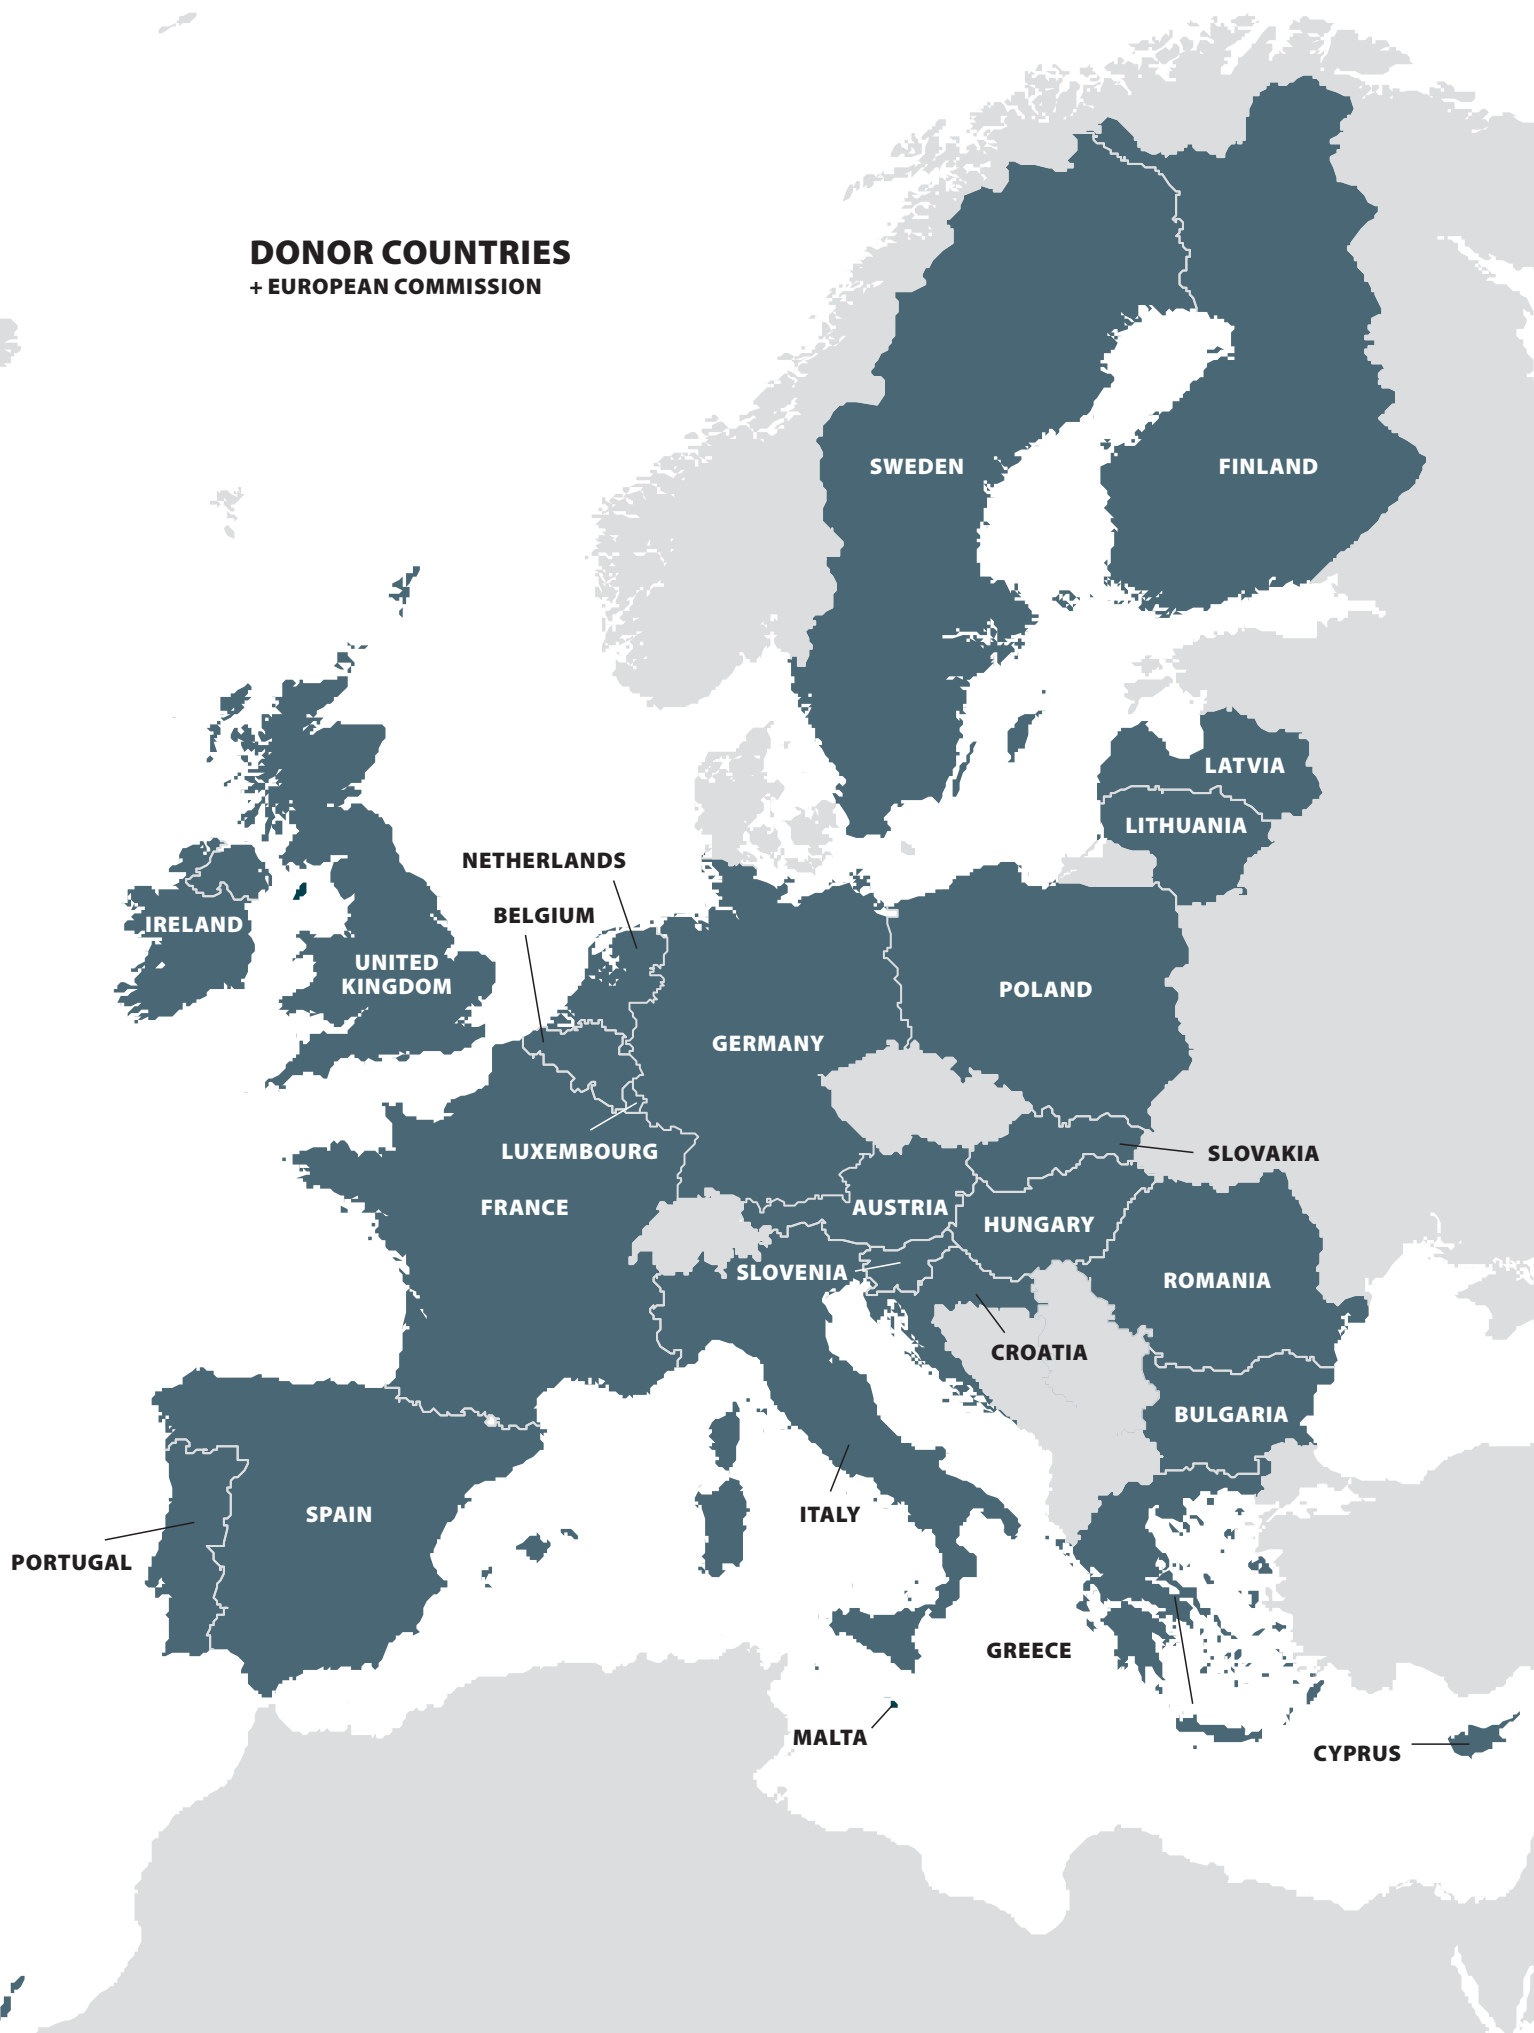 DONOR COUNTRIES
+ EUROPEAN COMMISSION
SWEDEN
FINLAND
LATVIA
LITHUANIA
NETHERLANDS
BELGIUM
IRELAND
UNITED
KINGDOM
POLAND
GERMANY
LUXEMBOURG
SLOVAKIA
FRANCE
AUSTRIA
HUNGARY
SLOVENIA
ROMANIA
CROATIA
BULGARIA
SPAIN
ITALY
PORTUGAL
GREECE
MALTA
CYPRUS